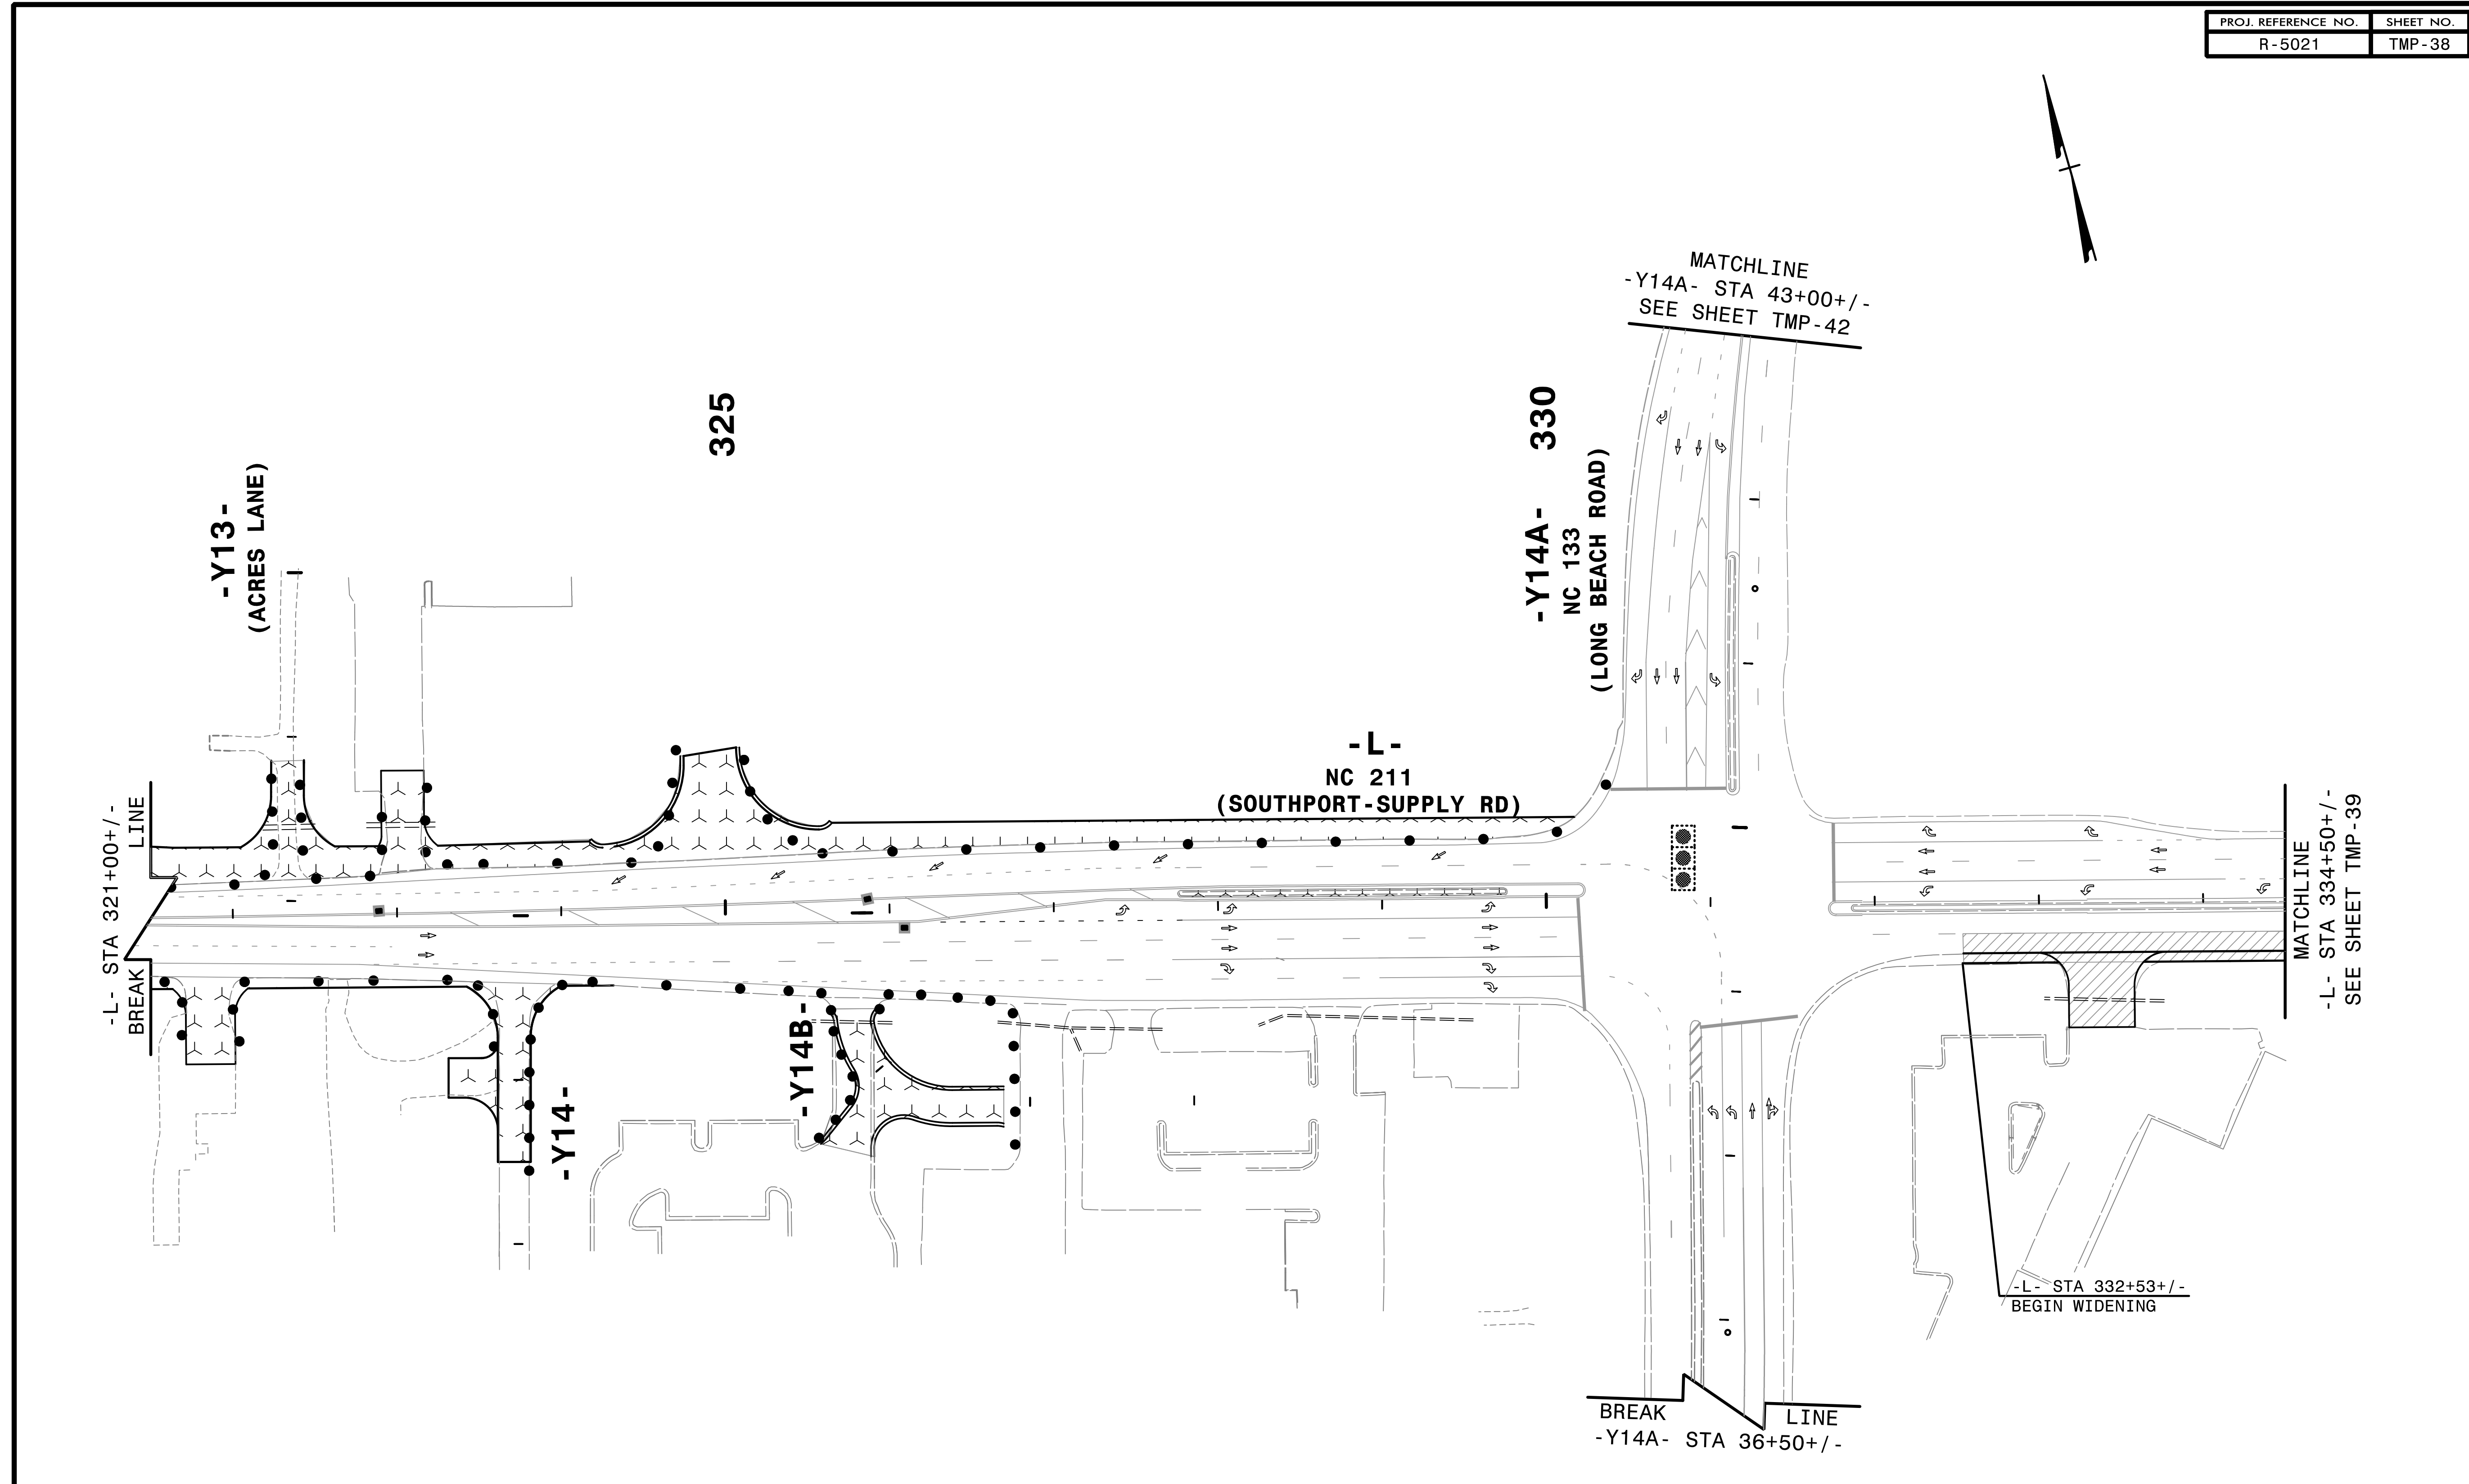 PROJ. REFERENCE NO.
SHEET NO.
R-5021
TMP-38
MATCHLINE
-Y14A- STA 43+00+/-
SEE SHEET TMP-42
325
330
-Y13-
(ACRES LANE)
-Y14A-
NC 133
(LONG BEACH ROAD)
-L-
NC 211
(SOUTHPORT-SUPPLY RD)
-L- STA 321+00+/-
BREAK LINE
MATCHLINE
-L- STA 334+50+/-
SEE SHEET TMP-39
-Y14-
-Y14B-
-L- STA 332+53+/-
BEGIN WIDENING
BREAK LINE
-Y14A- STA 36+50+/-